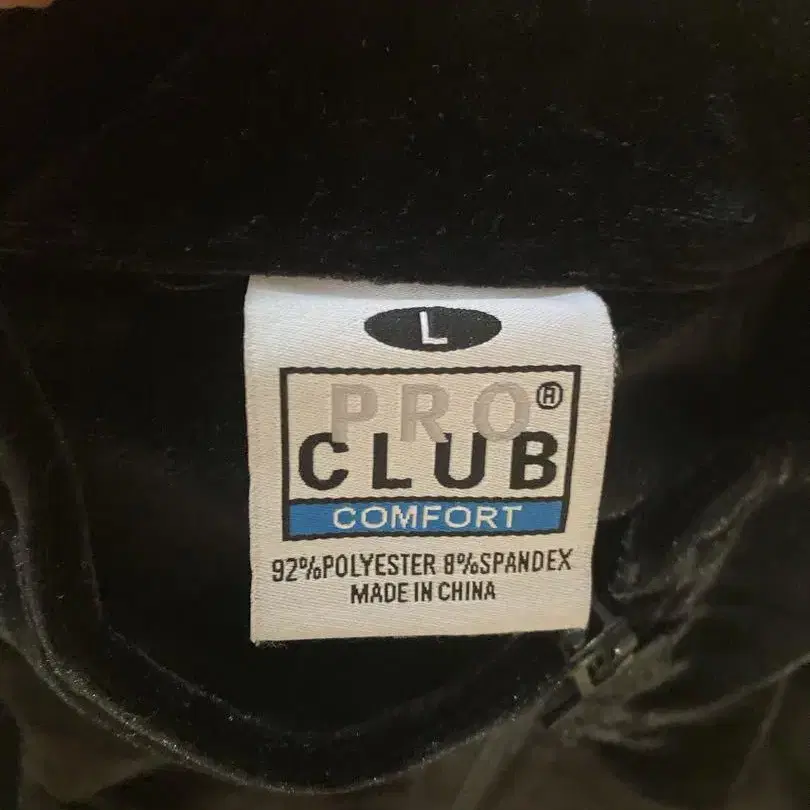 L
PRO®
CLUB
COMFORT
92%POLYESTER 8%SPANDEX
MADE IN CHINA